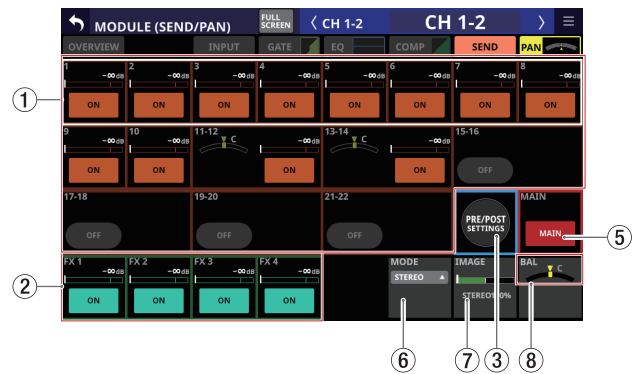 MODULE (SEND/PAN) FULL SCREEN CH 1-2 CH 1-2
OVERVIEW INPUT GATE EQ COMP SEND PAN
1 2 3 4 5 6 7 8
-∞dB -∞dB -∞dB -∞dB -∞dB -∞dB -∞dB -∞dB
① ON ON ON ON ON ON ON ON
9 10 11-12 13-14 15-16
-∞dB -∞dB C -∞dB C -∞dB
ON ON ON ON OFF
17-18 19-20 21-22 MAIN
PRE/POST
SETTINGS
OFF OFF OFF MAIN ⑤
FX 1 FX 2 FX 3 FX 4 MODE IMAGE BAL
② -∞dB -∞dB -∞dB -∞dB STEREO C
ON ON ON ON
⑥ ⑦ ③ ⑧